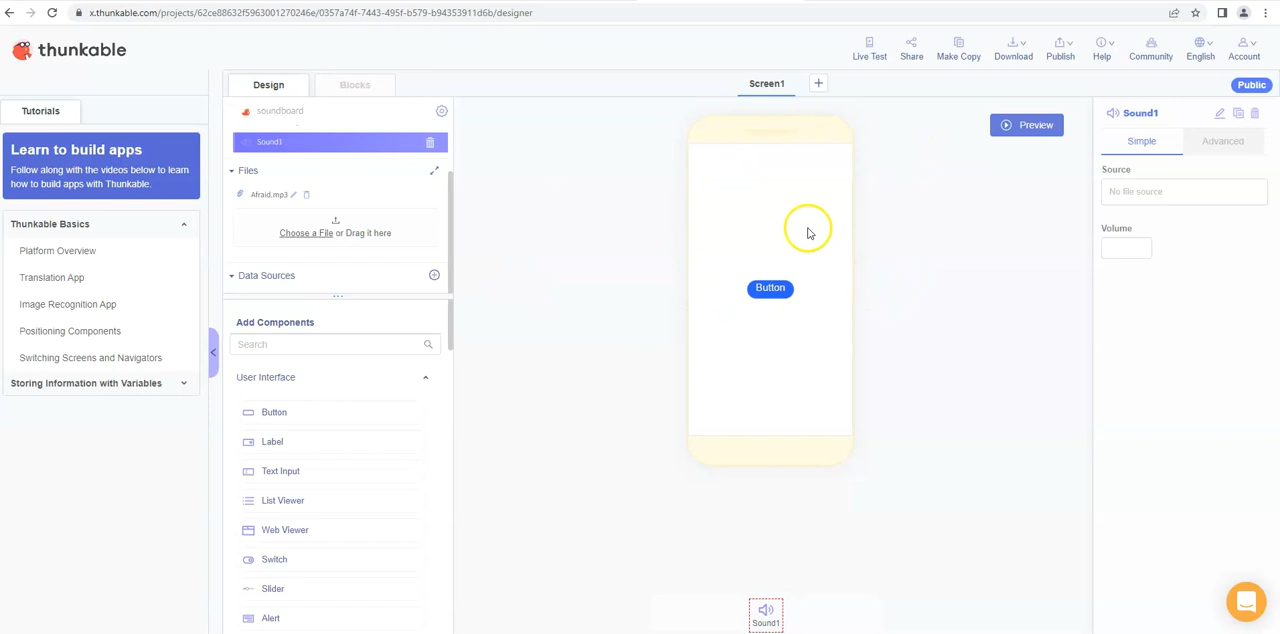 x.thunkable.com/projects/62ce88632f5963001270246e/0357a74f-7443-495f-b579-b94353911d6b/designer
thunkable
Live Test
Share
Make Copy
Download
Publish
Help
Community
English
Account
Tutorials
Learn to build apps
Follow along with the videos below to learn
how to build apps with Thunkable.
Thunkable Basics
Platform Overview
Translation App
Image Recognition App
Positioning Components
Switching Screens and Navigators
Storing Information with Variables
Design
Blocks
soundboard
Sound1
Files
Afraid.mp3
Choose a File or Drag it here
Data Sources
Add Components
Search
User Interface
Button
Label
Text Input
List Viewer
Web Viewer
Switch
Slider
Alert
Screen1
+
Public
Preview
Button
Sound1
Sound1
Simple
Advanced
Source
No file source
Volume